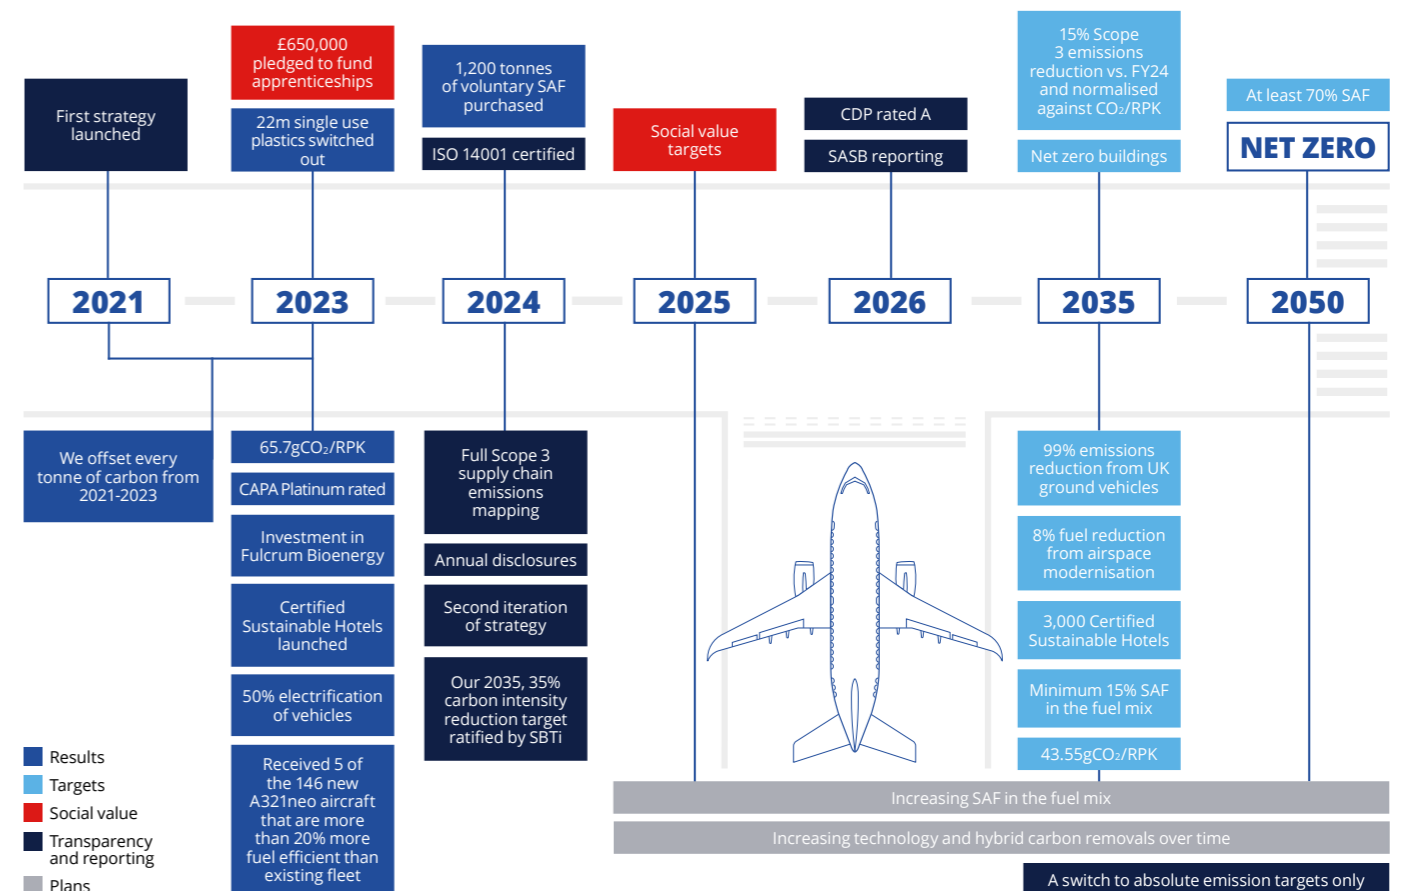 First strategy
launched
£650,000
pledged to fund
apprenticeships
22m single use
plastics switched
out
1,200 tonnes
of voluntary SAF
purchased
ISO 14001 certified
Social value
targets
CDP rated A
SASB reporting
15% Scope
3 emissions
reduction vs. FY24
and normalised
against CO₂/RPK
Net zero buildings
At least 70% SAF
NET ZERO
2021
2023
2024
2025
2026
2035
2050
We offset every
tonne of carbon from
2021-2023
65.7gCO₂/RPK
CAPA Platinum rated
Investment in
Fulcrum Bioenergy
Certified
Sustainable Hotels
launched
50% electrification
of vehicles
Received 5 of
the 146 new
A321neo aircraft
that are more
than 20% more
fuel efficient than
existing fleet
Full Scope 3
supply chain
emissions
mapping
Annual disclosures
Second iteration
of strategy
Our 2035, 35%
carbon intensity
reduction target
ratified by SBTi
99% emissions
reduction from UK
ground vehicles
8% fuel reduction
from airspace
modernisation
3,000 Certified
Sustainable Hotels
Minimum 15% SAF
in the fuel mix
43.55gCO₂/RPK
Increasing SAF in the fuel mix
Increasing technology and hybrid carbon removals over time
A switch to absolute emission targets only
Results
Targets
Social value
Transparency
and reporting
Plans